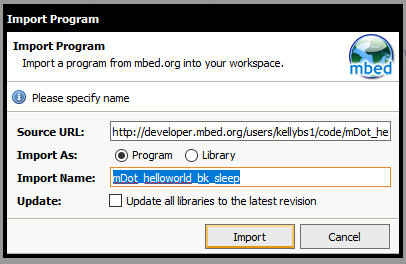 Import Program
Import Program
Import a program from mbed.org into your workspace.
mbed
Please specify name
Source URL: http://developer.mbed.org/users/kellybs1/code/mDot_he
Import As: Program Library
Import Name: mDot_helloworld_bk_sleep
Update: Update all libraries to the latest revision
Import Cancel